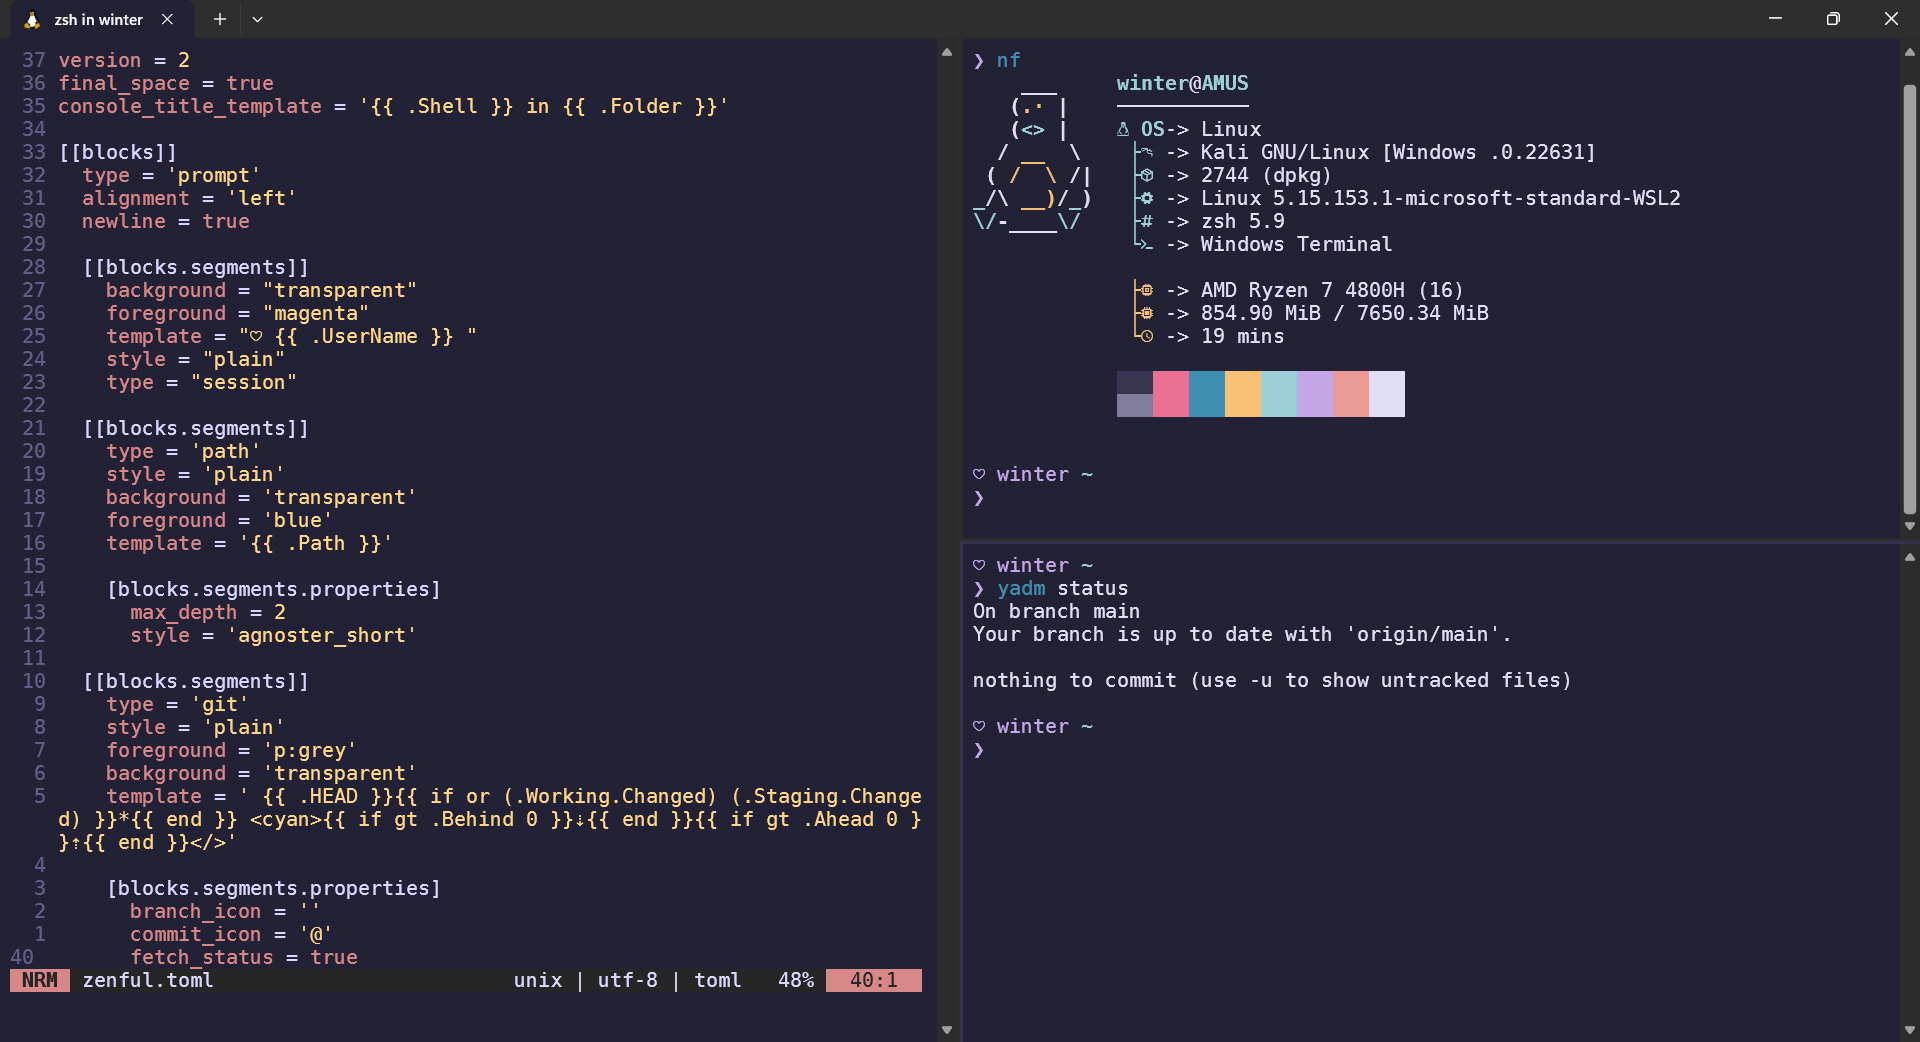 zsh in winter
37 version = 2
36 final_space = true
35 console_title_template = '{{ .Shell }} in {{ .Folder }}'
34
33 [[blocks]]
32   type = 'prompt'
31   alignment = 'left'
30   newline = true
29
28   [[blocks.segments]]
27     background = "transparent"
26     foreground = "magenta"
25     template = "♡ {{ .UserName }} "
24     style = "plain"
23     type = "session"
22
21   [[blocks.segments]]
20     type = 'path'
19     style = 'plain'
18     background = 'transparent'
17     foreground = 'blue'
16     template = '{{ .Path }}'
15
14     [blocks.segments.properties]
13       max_depth = 2
12       style = 'agnoster_short'
11
10   [[blocks.segments]]
 9     type = 'git'
 8     style = 'plain'
 7     foreground = 'p:grey'
 6     background = 'transparent'
 5     template = ' {{ .HEAD }}{{ if or (.Working.Changed) (.Staging.Change
d) }}*{{ end }} <cyan>{{ if gt .Behind 0 }}⇣{{ end }}{{ if gt .Ahead 0 }
}⇡{{ end }}</>'
 4
 3     [blocks.segments.properties]
 2       branch_icon = ''
 1       commit_icon = '@'
40       fetch_status = true
NRM zenful.toml unix | utf-8 | toml 48% 40:1
❯ nf
winter@AMUS
OS-> Linux
-> Kali GNU/Linux [Windows .0.22631]
-> 2744 (dpkg)
-> Linux 5.15.153.1-microsoft-standard-WSL2
-> zsh 5.9
-> Windows Terminal
-> AMD Ryzen 7 4800H (16)
-> 854.90 MiB / 7650.34 MiB
-> 19 mins
♡ winter ~
❯
♡ winter ~
❯ yadm status
On branch main
Your branch is up to date with 'origin/main'.
nothing to commit (use -u to show untracked files)
♡ winter ~
❯